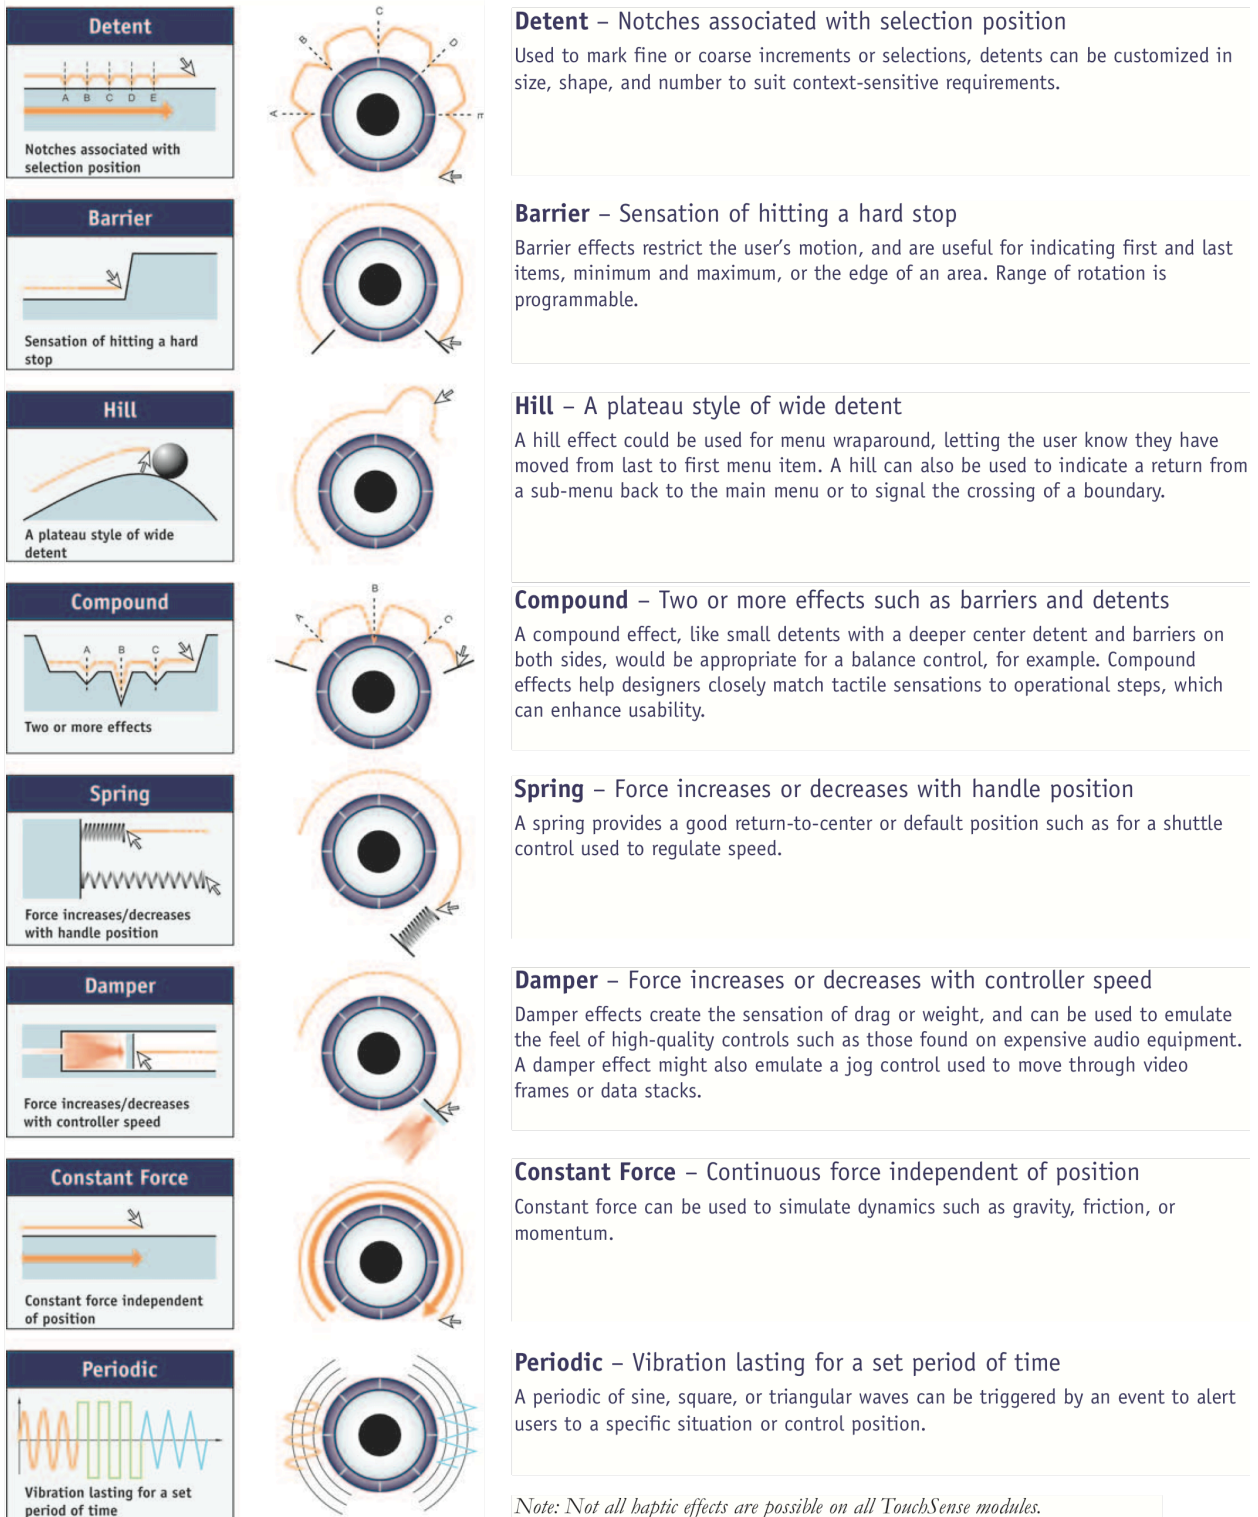 Detent
A B C D E
Notches associated with
selection position
A
B
C
D
E
Detent – Notches associated with selection position
Used to mark fine or coarse increments or selections, detents can be customized in
size, shape, and number to suit context-sensitive requirements.
Barrier
Sensation of hitting a hard
stop
Barrier – Sensation of hitting a hard stop
Barrier effects restrict the user's motion, and are useful for indicating first and last
items, minimum and maximum, or the edge of an area. Range of rotation is
programmable.
Hill
A plateau style of wide
detent
Hill – A plateau style of wide detent
A hill effect could be used for menu wraparound, letting the user know they have
moved from last to first menu item. A hill can also be used to indicate a return from
a sub-menu back to the main menu or to signal the crossing of a boundary.
Compound
A B C
Two or more effects
A
B
C
Compound – Two or more effects such as barriers and detents
A compound effect, like small detents with a deeper center detent and barriers on
both sides, would be appropriate for a balance control, for example. Compound
effects help designers closely match tactile sensations to operational steps, which
can enhance usability.
Spring
Force increases/decreases
with handle position
Spring – Force increases or decreases with handle position
A spring provides a good return-to-center or default position such as for a shuttle
control used to regulate speed.
Damper
Force increases/decreases
with controller speed
Damper – Force increases or decreases with controller speed
Damper effects create the sensation of drag or weight, and can be used to emulate
the feel of high-quality controls such as those found on expensive audio equipment.
A damper effect might also emulate a jog control used to move through video
frames or data stacks.
Constant Force
Constant force independent
of position
Constant Force – Continuous force independent of position
Constant force can be used to simulate dynamics such as gravity, friction, or
momentum.
Periodic
Vibration lasting for a set
period of time
Periodic – Vibration lasting for a set period of time
A periodic of sine, square, or triangular waves can be triggered by an event to alert
users to a specific situation or control position.
Note: Not all haptic effects are possible on all TouchSense modules.